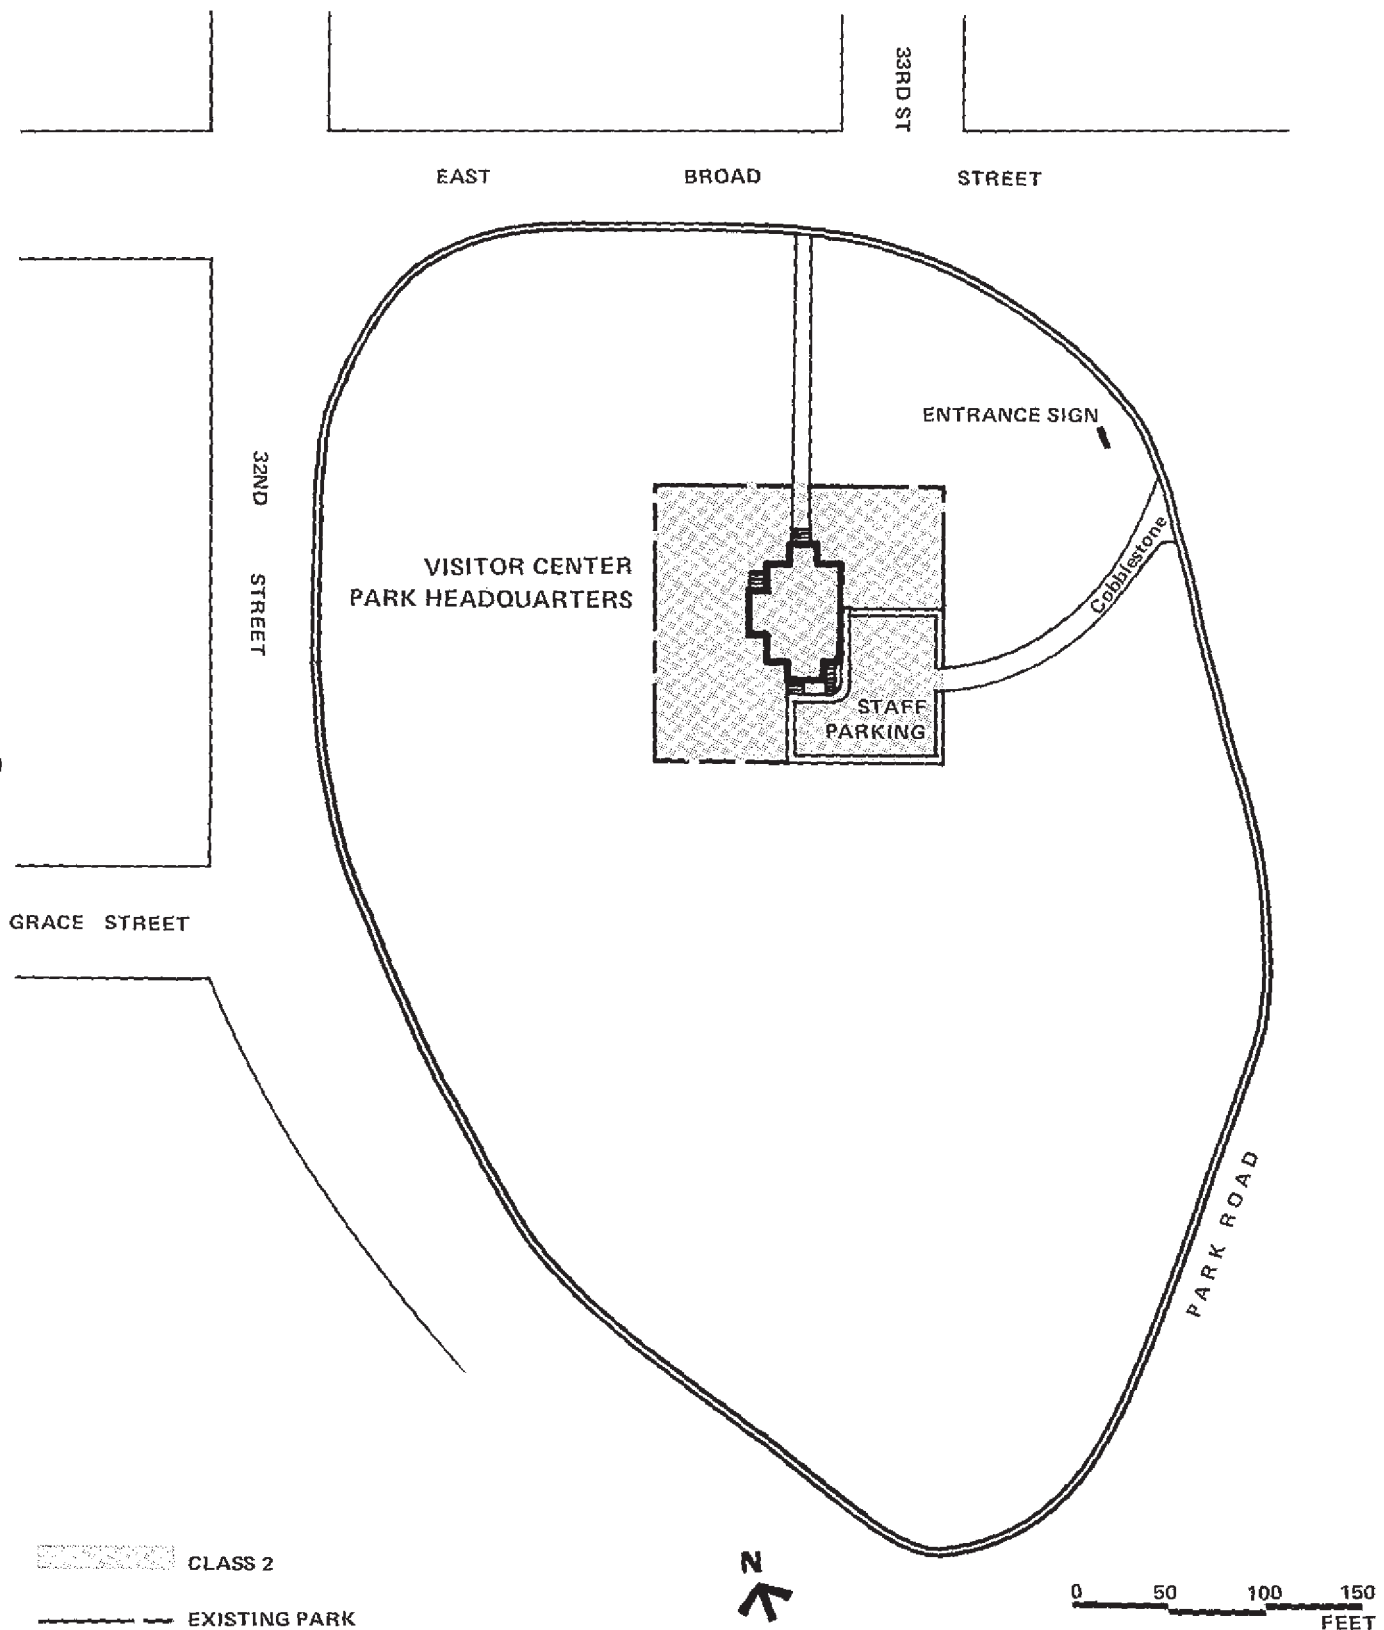 33RD ST
EAST BROAD STREET
ENTRANCE SIGN
32ND STREET
Cobblestone
VISITOR CENTER
PARK HEADQUARTERS
STAFF
PARKING
GRACE STREET
PARK ROAD
CLASS 2
EXISTING PARK
N
0 50 100 150
FEET